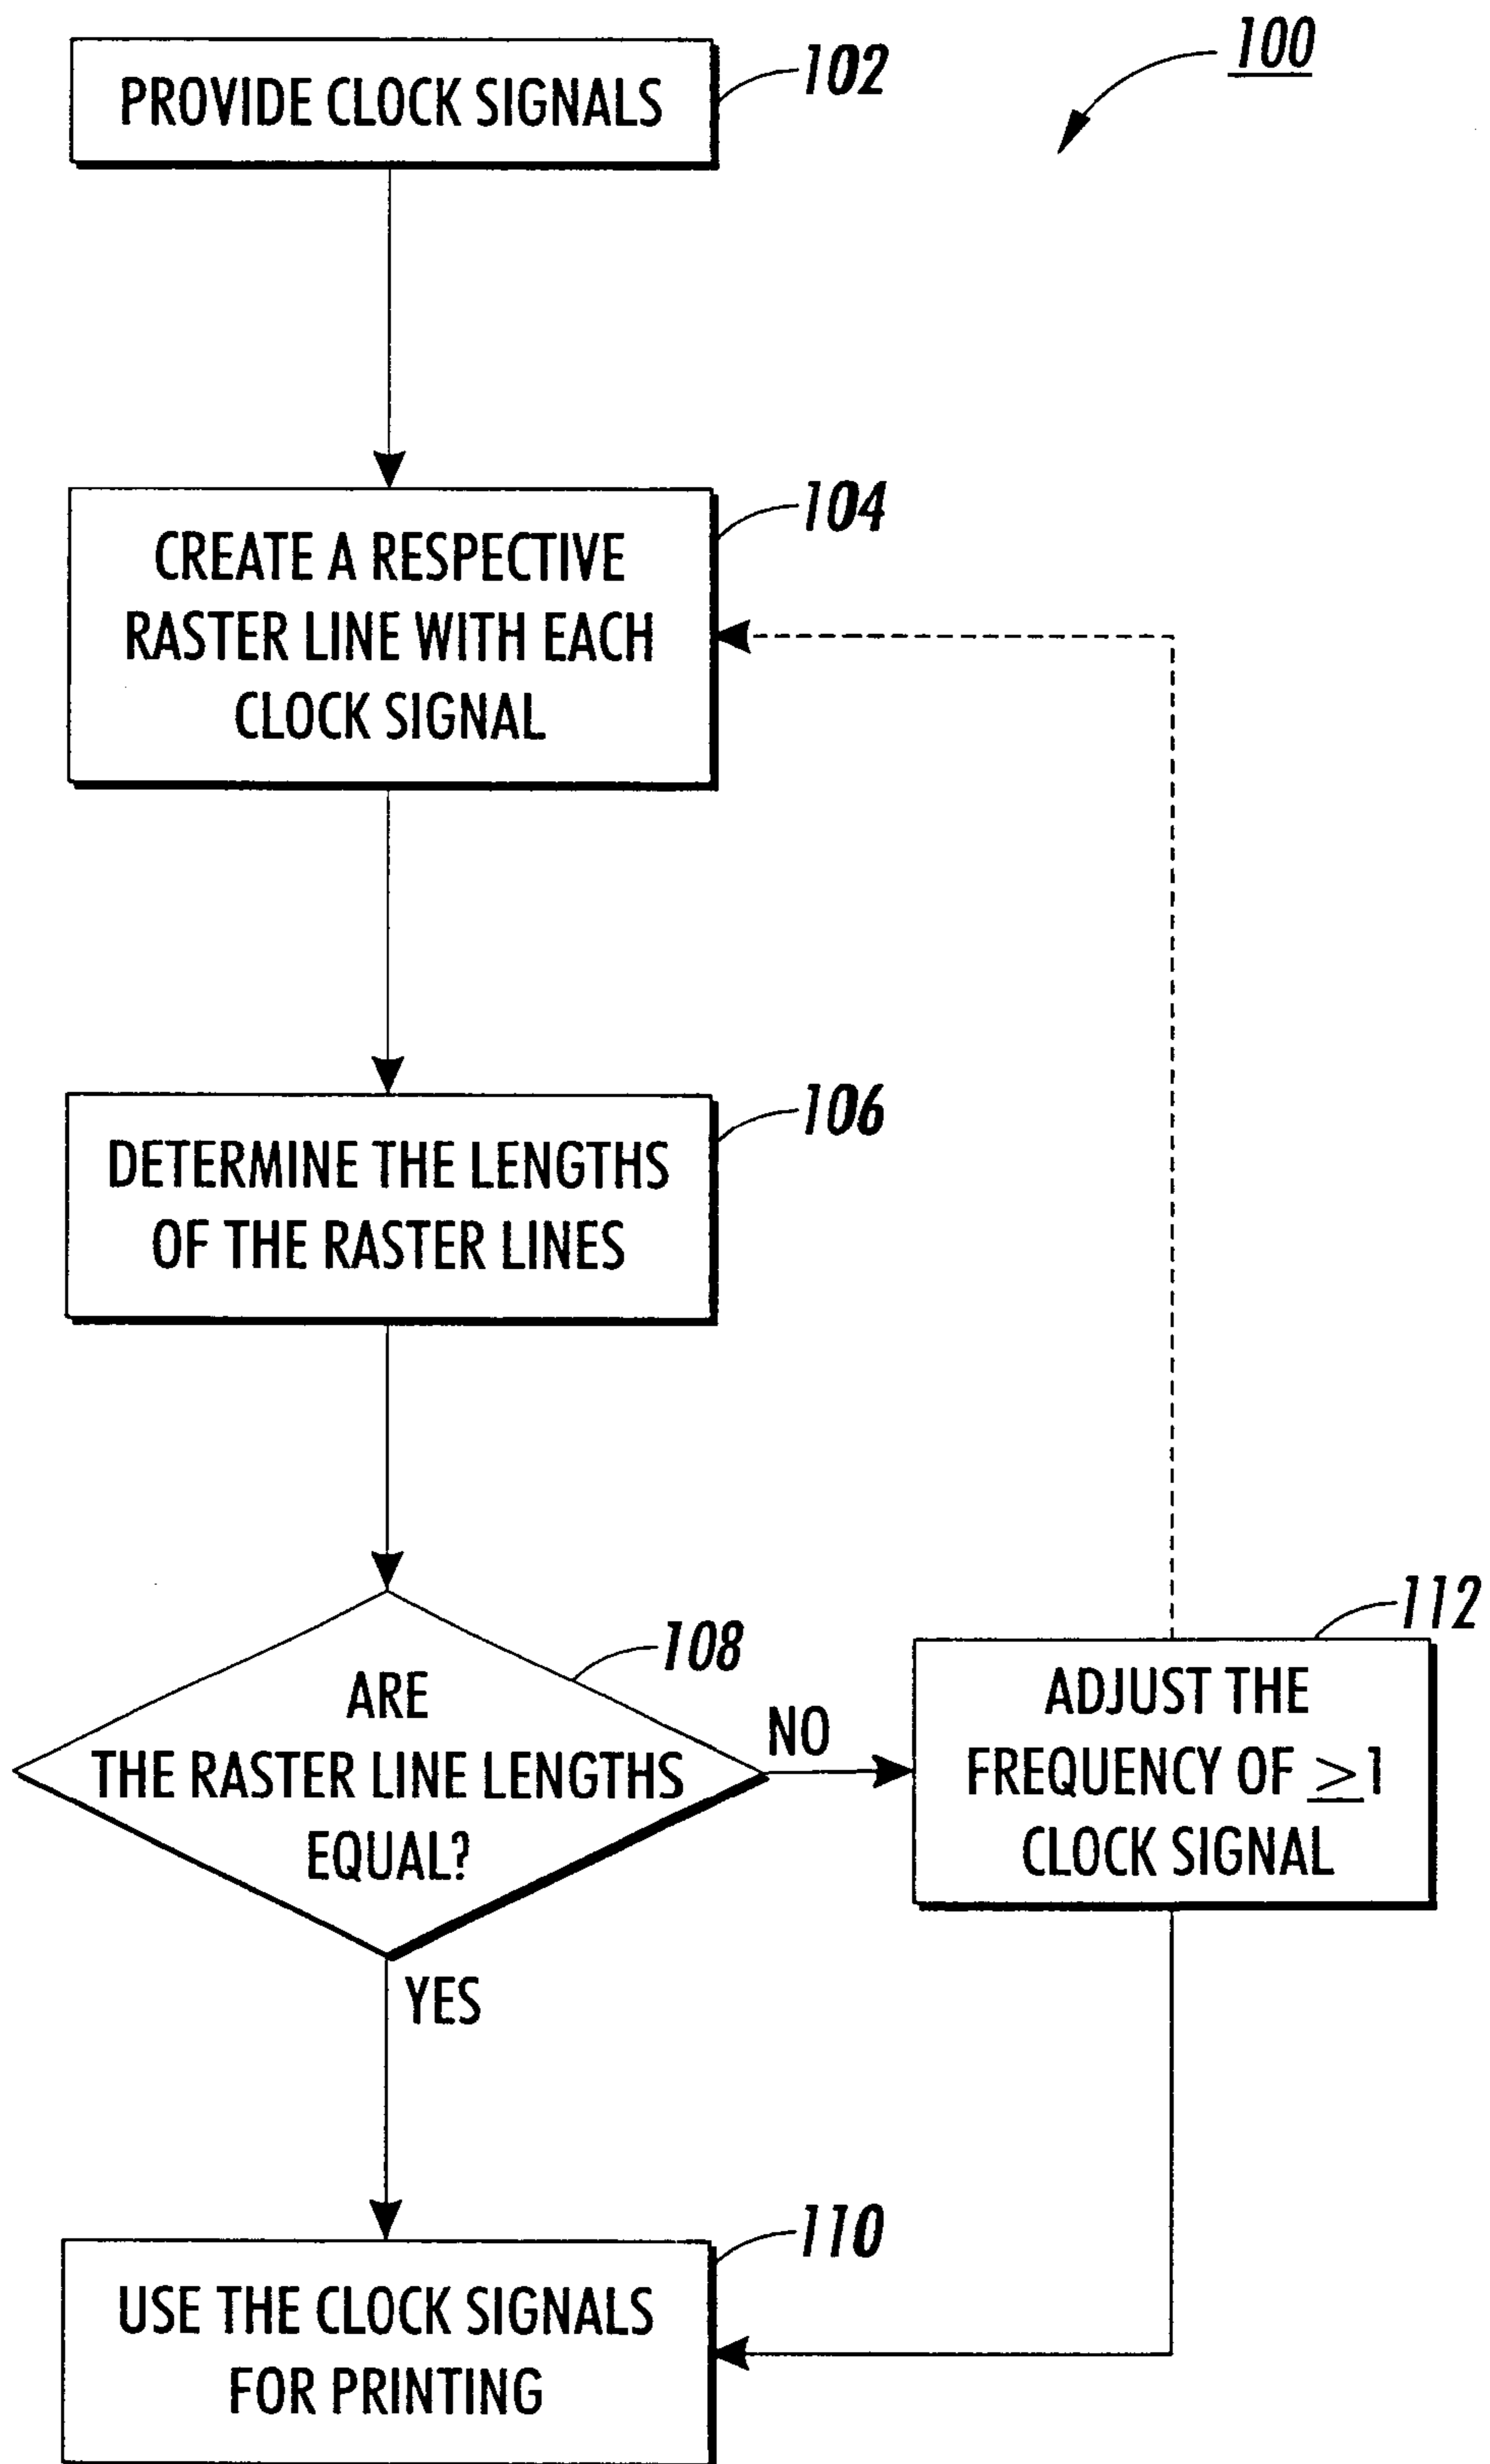 100
PROVIDE CLOCK SIGNALS
102
CREATE A RESPECTIVE
RASTER LINE WITH EACH
CLOCK SIGNAL
104
DETERMINE THE LENGTHS
OF THE RASTER LINES
106
ARE
THE RASTER LINE LENGTHS
EQUAL?
108
NO
YES
ADJUST THE
FREQUENCY OF ≥1
CLOCK SIGNAL
112
USE THE CLOCK SIGNALS
FOR PRINTING
110